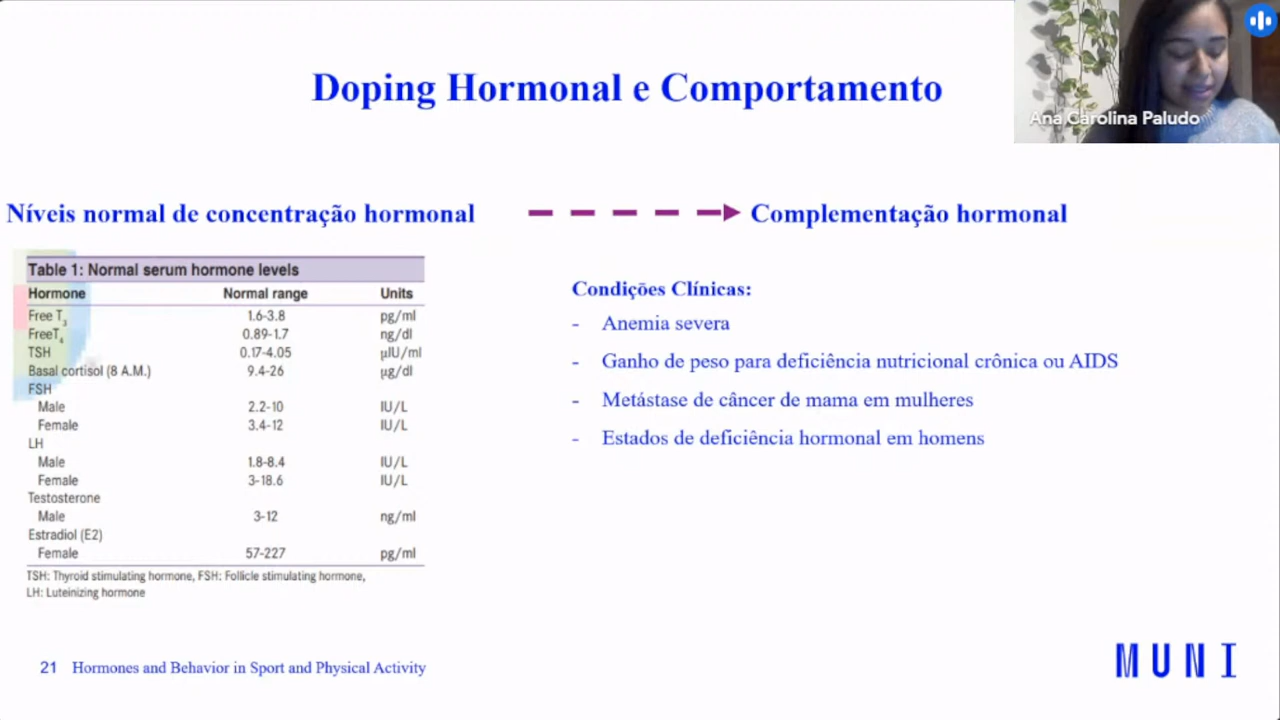 Doping Hormonal e Comportamento
Ana Carolina Paludo
Níveis normal de concentração hormonal
Complementação hormonal
Table 1: Normal serum hormone levels
Hormone Normal range Units
Free T3 1.6-3.8 pg/ml
FreeT4 0.89-1.7 ng/dl
TSH 0.17-4.05 µIU/ml
Basal cortisol (8 A.M.) 9.4-26 µg/dl
FSH
Male 2.2-10 IU/L
Female 3.4-12 IU/L
LH
Male 1.8-8.4 IU/L
Female 3-18.6 IU/L
Testosterone
Male 3-12 ng/ml
Estradiol (E2)
Female 57-227 pg/ml
TSH: Thyroid stimulating hormone, FSH: Follicle stimulating hormone,
LH: Luteinizing hormone
Condições Clínicas:
- Anemia severa
- Ganho de peso para deficiência nutricional crônica ou AIDS
- Metástase de câncer de mama em mulheres
- Estados de deficiência hormonal em homens
21 Hormones and Behavior in Sport and Physical Activity
MUNI